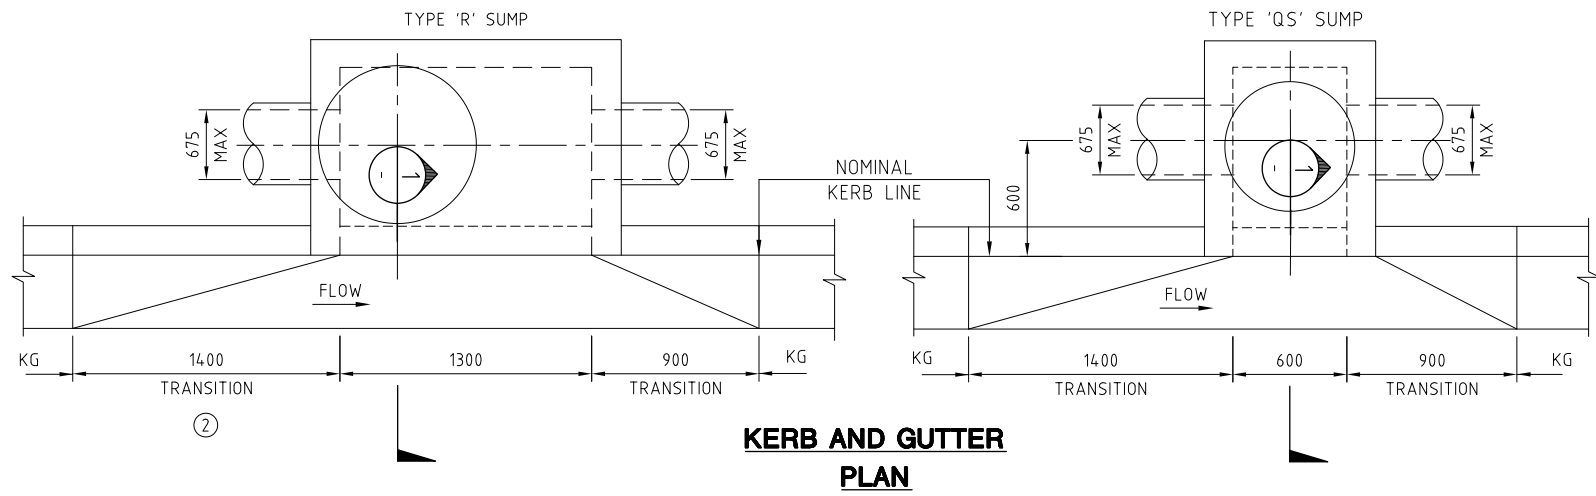 TYPE 'R' SUMP
TYPE 'QS' SUMP
675
MAX
675
MAX
675
MAX
675
MAX
1
-
1
-
NOMINAL
KERB LINE
600
FLOW
FLOW
KG
1400
TRANSITION
1300
900
TRANSITION
KG
KG
1400
TRANSITION
600
900
TRANSITION
KG
2
KERB AND GUTTER
PLAN